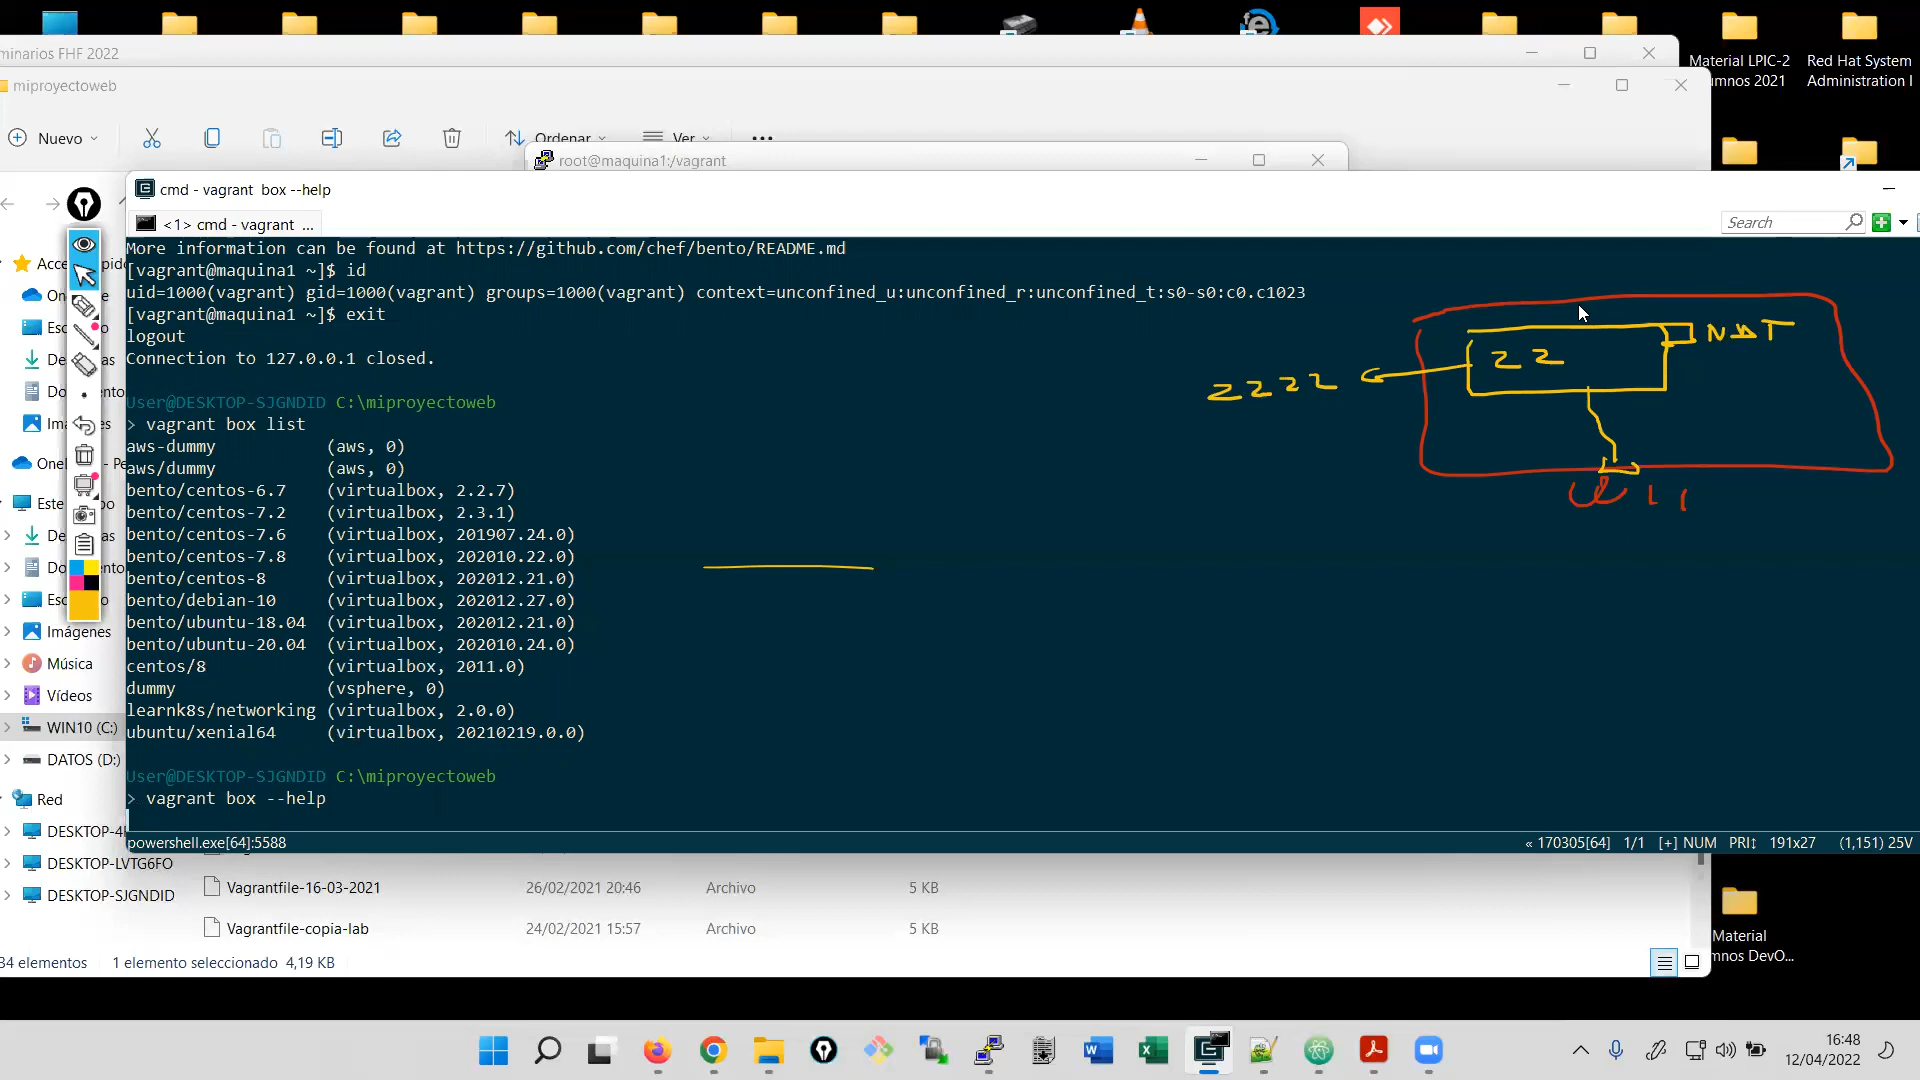 minarios FHF 2022
Material LPIC-2
umnos 2021
Red Hat System
Administration I
miproyectoweb
Nuevo
Ordenar
Ver
root@maquina1:/vagrant
cmd - vagrant  box --help
<1> cmd - vagrant ...
Search
More information can be found at https://github.com/chef/bento/README.md
[vagrant@maquina1 ~]$ id
uid=1000(vagrant) gid=1000(vagrant) groups=1000(vagrant) context=unconfined_u:unconfined_r:unconfined_t:s0-s0:c0.c1023
[vagrant@maquina1 ~]$ exit
logout
Connection to 127.0.0.1 closed.
User@DESKTOP-SJGNDID C:\miproyectoweb
> vagrant box list
aws-dummy           (aws, 0)
aws/dummy           (aws, 0)
bento/centos-6.7    (virtualbox, 2.2.7)
bento/centos-7.2    (virtualbox, 2.3.1)
bento/centos-7.6    (virtualbox, 201907.24.0)
bento/centos-7.8    (virtualbox, 202010.22.0)
bento/centos-8      (virtualbox, 202012.21.0)
bento/debian-10     (virtualbox, 202012.27.0)
bento/ubuntu-18.04  (virtualbox, 202012.21.0)
bento/ubuntu-20.04  (virtualbox, 202010.24.0)
centos/8            (virtualbox, 2011.0)
dummy               (vsphere, 0)
learnk8s/networking (virtualbox, 2.0.0)
ubuntu/xenial64     (virtualbox, 20210219.0.0)
User@DESKTOP-SJGNDID C:\miproyectoweb
> vagrant box --help
22
NAT
2222
powershell.exe[64]:5588
« 170305[64]  1/1  [+] NUM  PRI↕  191x27  (1,151) 25V
Imágenes
Música
Vídeos
WIN10 (C:)
DATOS (D:)
Red
DESKTOP-4
DESKTOP-LVTG6FO
DESKTOP-SJGNDID
Vagrantfile-16-03-2021 26/02/2021 20:46 Archivo 5 KB
Vagrantfile-copia-lab 24/02/2021 15:57 Archivo 5 KB
34 elementos 1 elemento seleccionado 4,19 KB
Material
mnos DevO...
16:48
12/04/2022